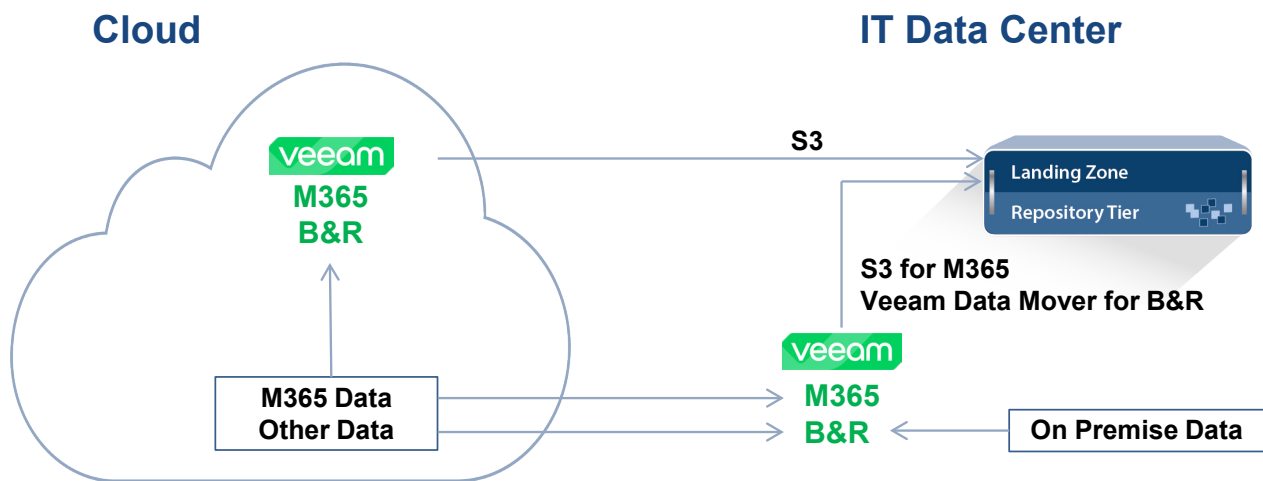 Cloud
IT Data Center
S3
veeam
M365
B&R
Landing Zone
Repository Tier
S3 for M365
Veeam Data Mover for B&R
veeam
M365
B&R
M365 Data
Other Data
On Premise Data